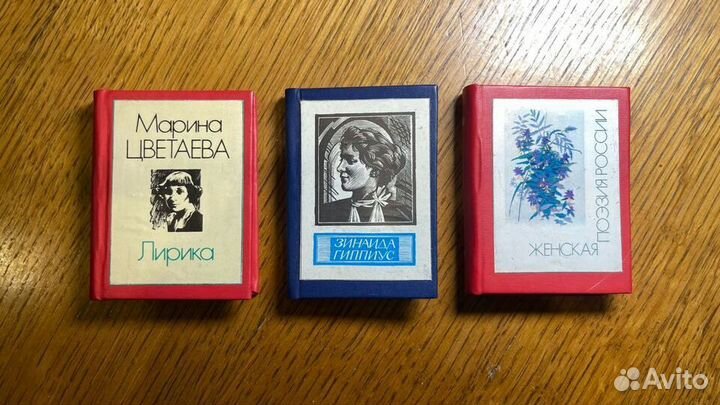 Марина
ЦВЕТАЕВА
Лирика
ЗИНАИДА
ГИППИУС
ЖЕНСКАЯ
ПОЭЗИЯ РОССИИ
Avito